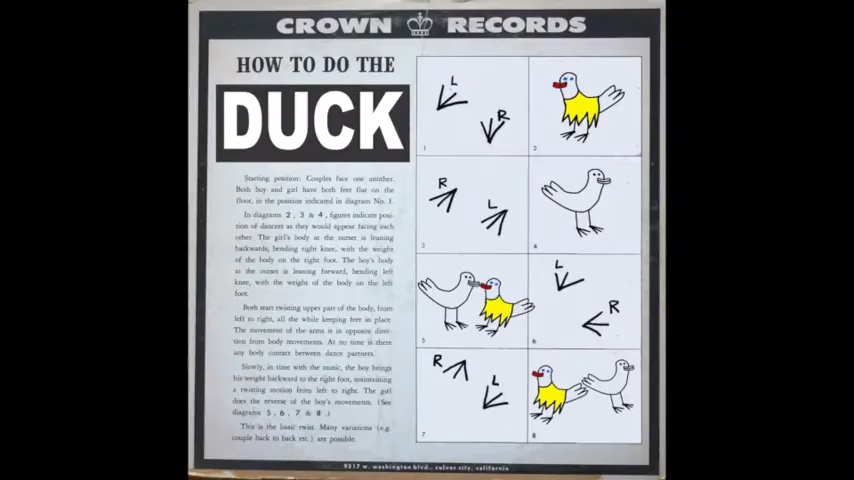 CROWN RECORDS
HOW TO DO THE
DUCK
Starting position: Couples face one another.
Both boy and girl have both feet flat on the
floor, in the position indicated in diagram No. 1.
In diagrams 2, 3 & 4, figures indicate posi-
tion of dancers as they would appear facing each
other. The girl's body at the outset is leaning
backwards, bending right knee, with the weight
of the body on the right foot. The boy's body
at the outset is leaning forward, bending left
knee, with the weight of the body on the left
foot.
Both start twisting upper part of the body, from
left to right, all the while keeping feet in place.
The movement of the arms is in opposite direc-
tion from body movements. At no time is there
any body contact between dance partners.
Slowly, in time with the music, the boy brings
his weight backward to the right foot, maintaining
a twisting motion from left to right. The girl
does the reverse of the boy's movements. (See
diagrams 5, 6, 7 & 8.)
This is the basic twist. Many variations (e.g.
couple back to back etc.) are possible.
L
R
1
2
R
L
3
4
5
L
R
6
R
L
7
8
9317 w. washington blvd., culver city, california